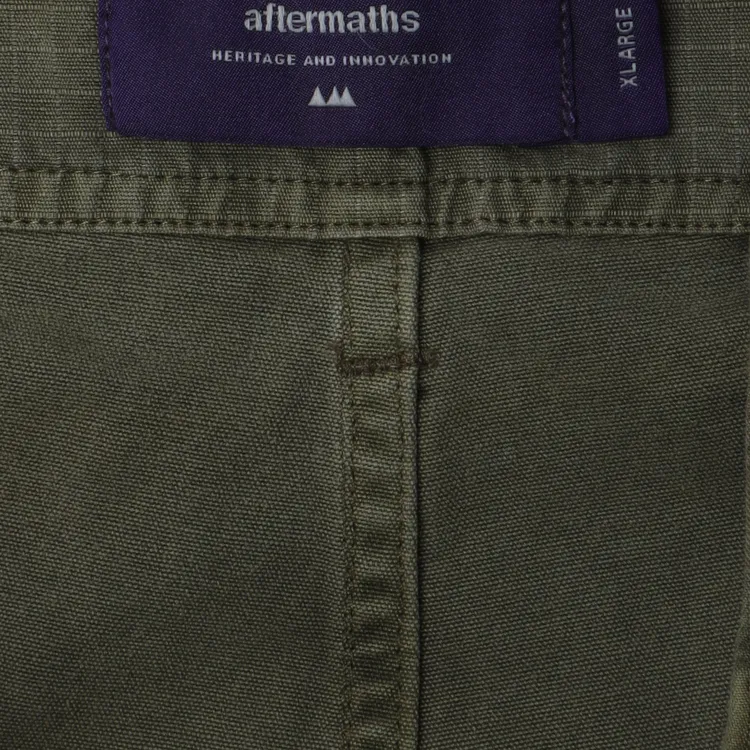 aftermaths
HERITAGE AND INNOVATION
XLARGE